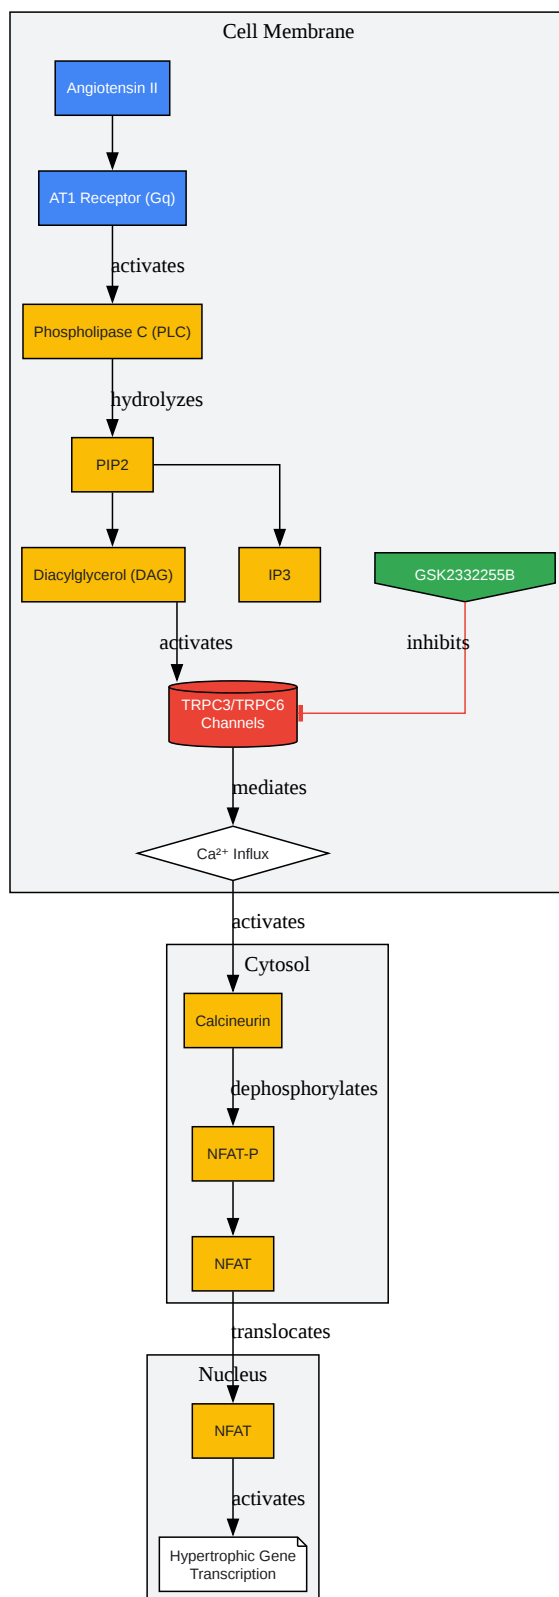 Cell Membrane
Angiotensin II
AT1 Receptor (Gq)
activates
Phospholipase C (PLC)
hydrolyzes
PIP2
Diacylglycerol (DAG)
IP3
GSK2332255B
activates
inhibits
TRPC3/TRPC6
Channels
mediates
Ca²⁺ Influx
activates
Cytosol
Calcineurin
dephosphorylates
NFAT-P
NFAT
translocates
Nucleus
NFAT
activates
Hypertrophic Gene
Transcription